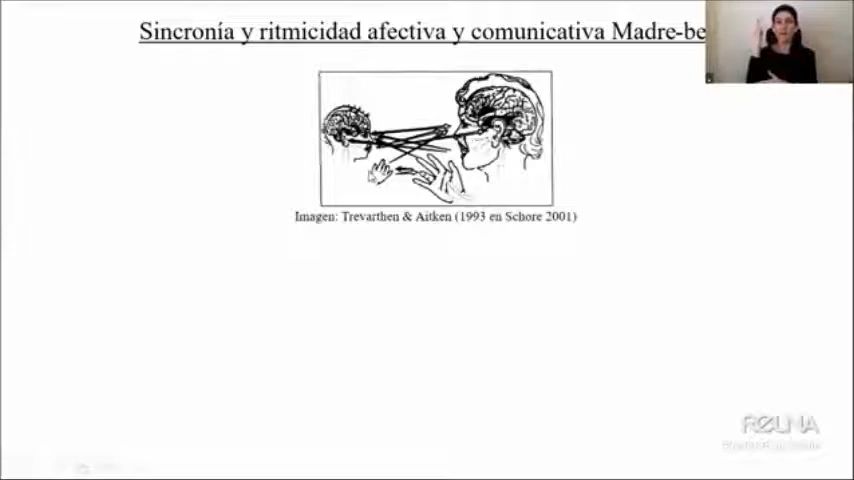 Sincronía y ritmicidad afectiva y comunicativa Madre-be
Imagen: Trevarthen & Aitken (1993 en Schore 2001)